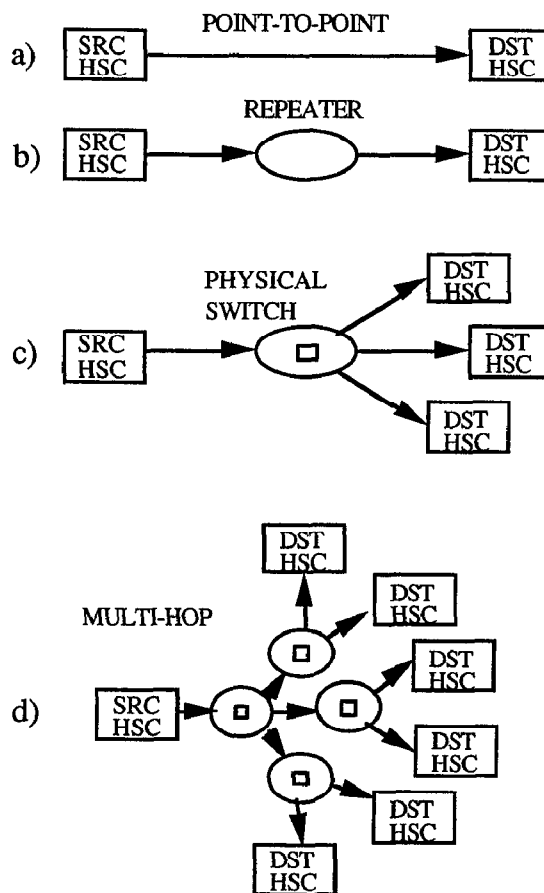 POINT-TO-POINT
a)
SRC
HSC
DST
HSC
REPEATER
b)
SRC
HSC
DST
HSC
PHYSICAL
SWITCH
c)
SRC
HSC
DST
HSC
DST
HSC
DST
HSC
MULTI-HOP
d)
SRC
HSC
DST
HSC
DST
HSC
DST
HSC
DST
HSC
DST
HSC
DST
HSC